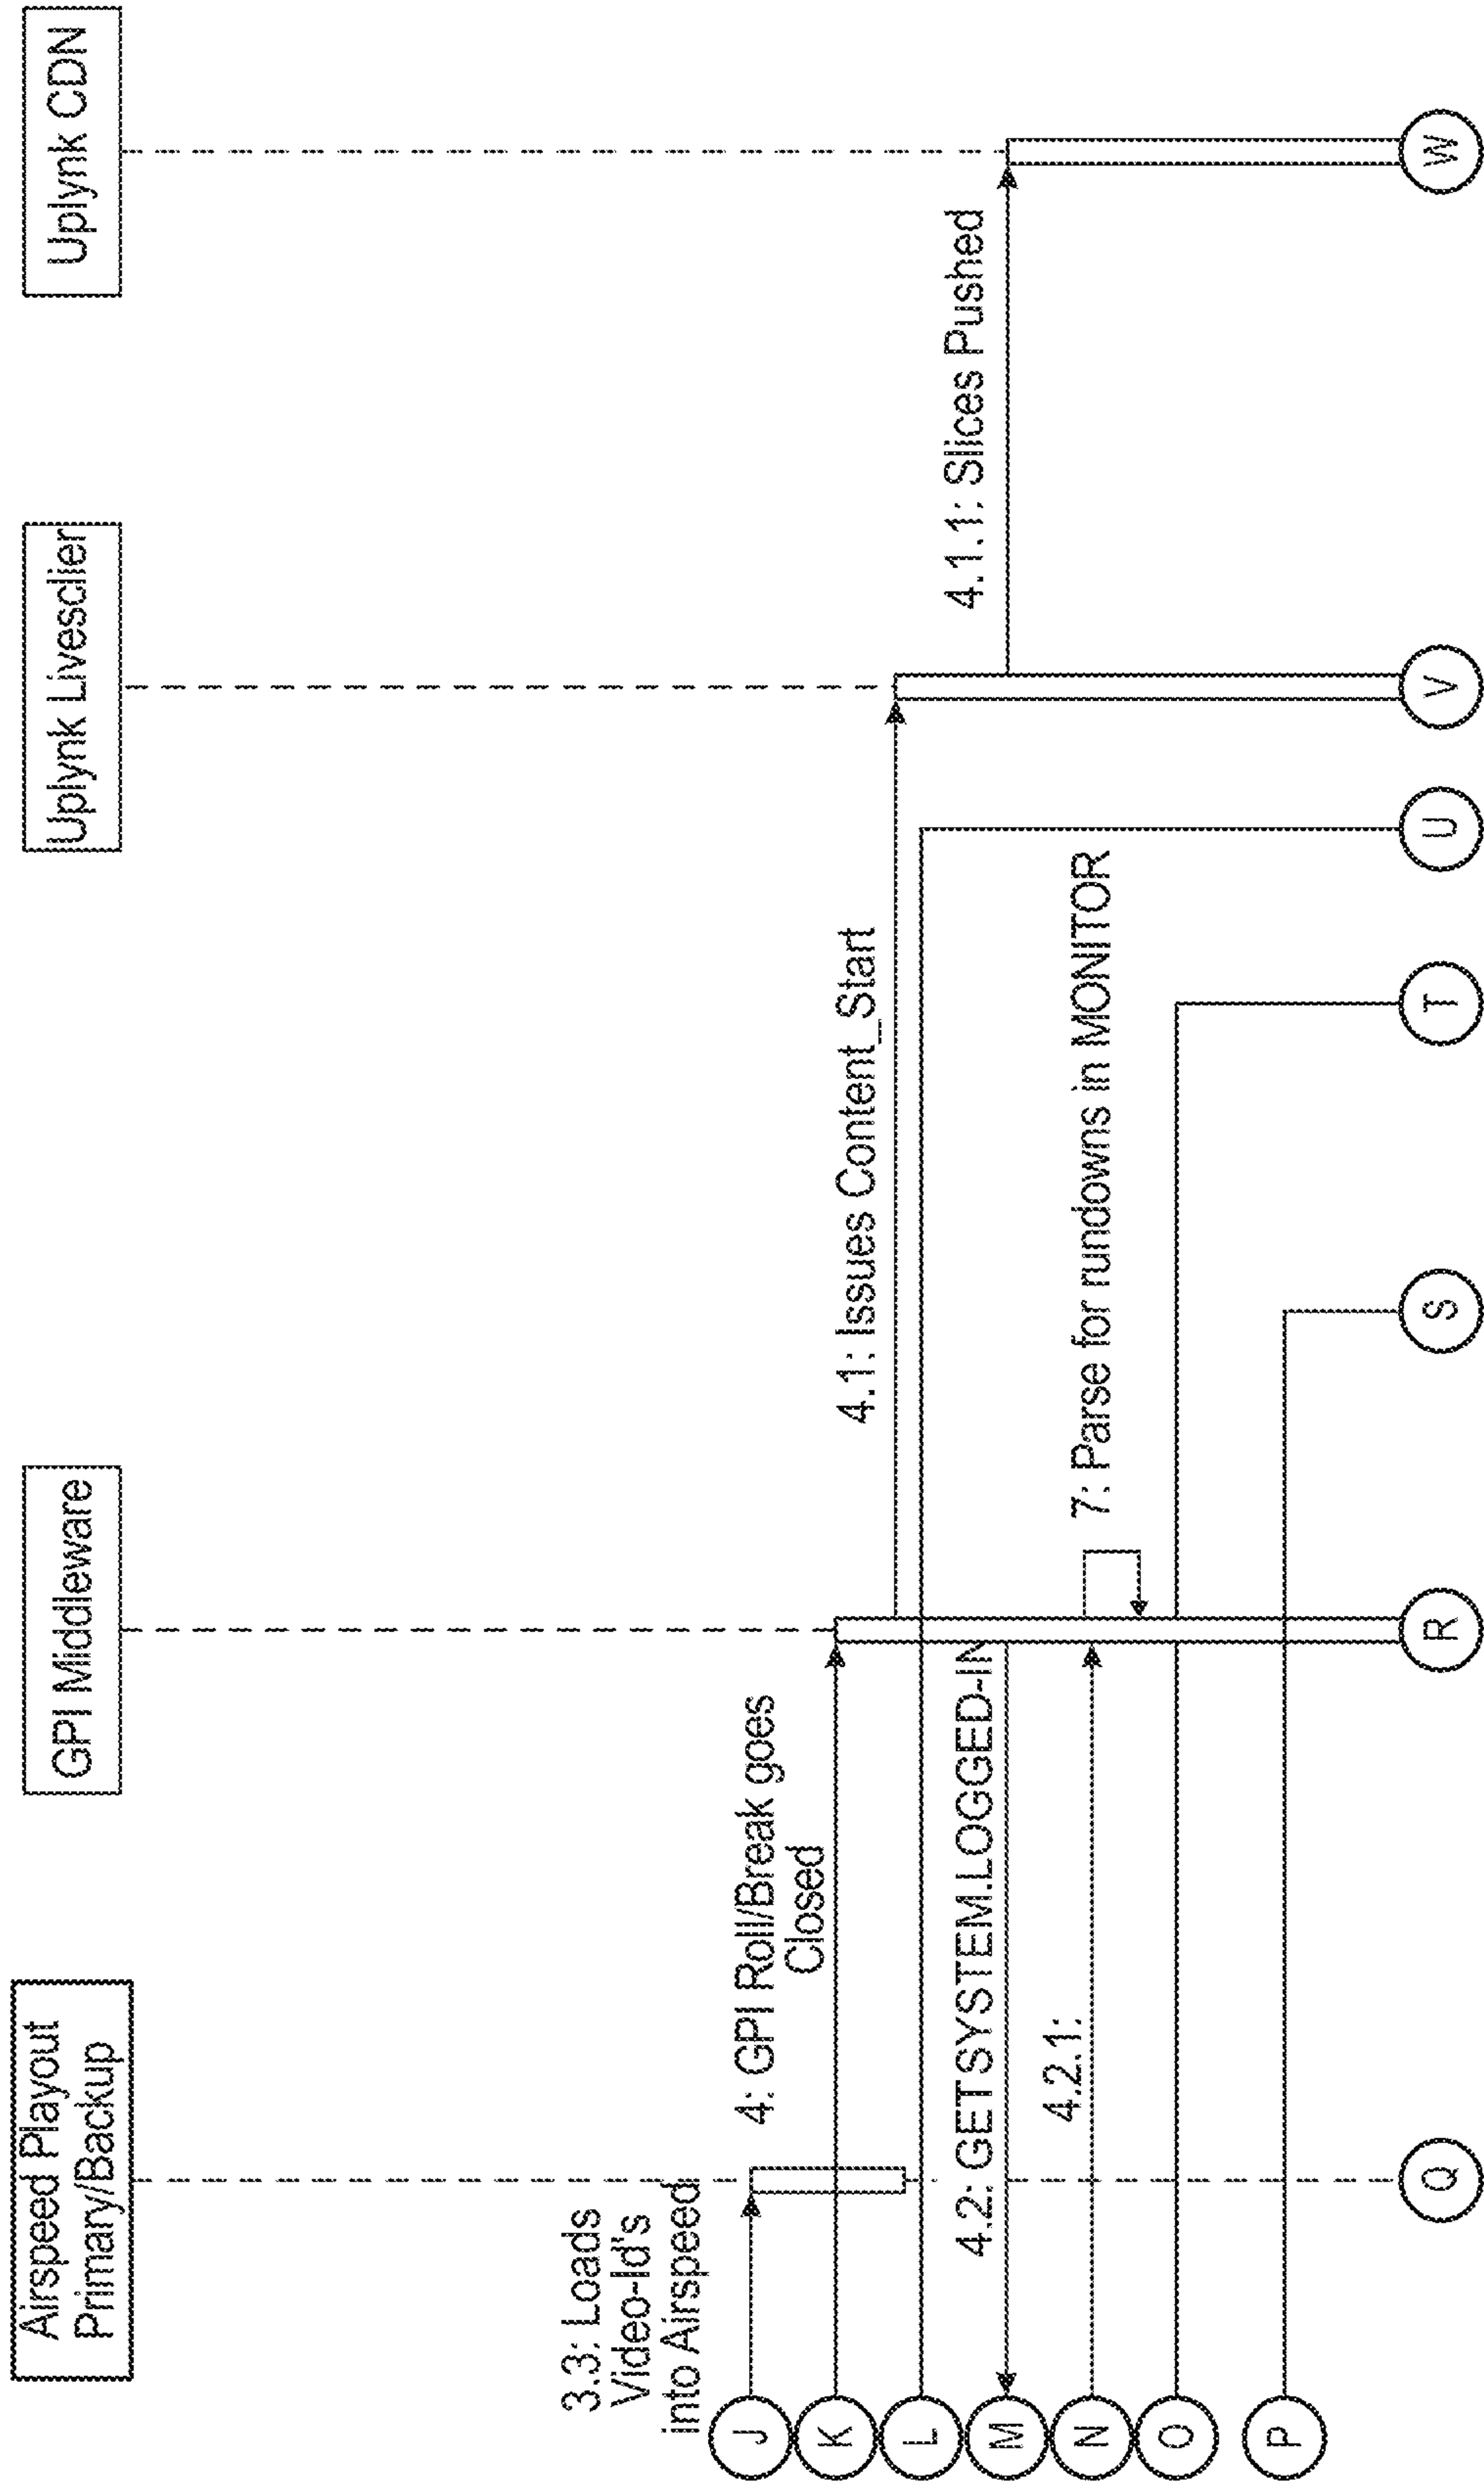 Airspeed Playout
Primary/Backup
GPI Middleware
Uplynk Livesclier
Uplynk CDN
3.3: Loads
Video-Id's
into Airspeed
J
4: GPI Roll/Break goes
Closed
K
4.1: Issues Content_Start
L
4.1.1: Slices Pushed
4.2: GETSYSTEM.LOGGED-IN
M
4.2.1:
N
7: Parse for rundowns in MONITOR
O
P
Q
R
S
T
U
V
W